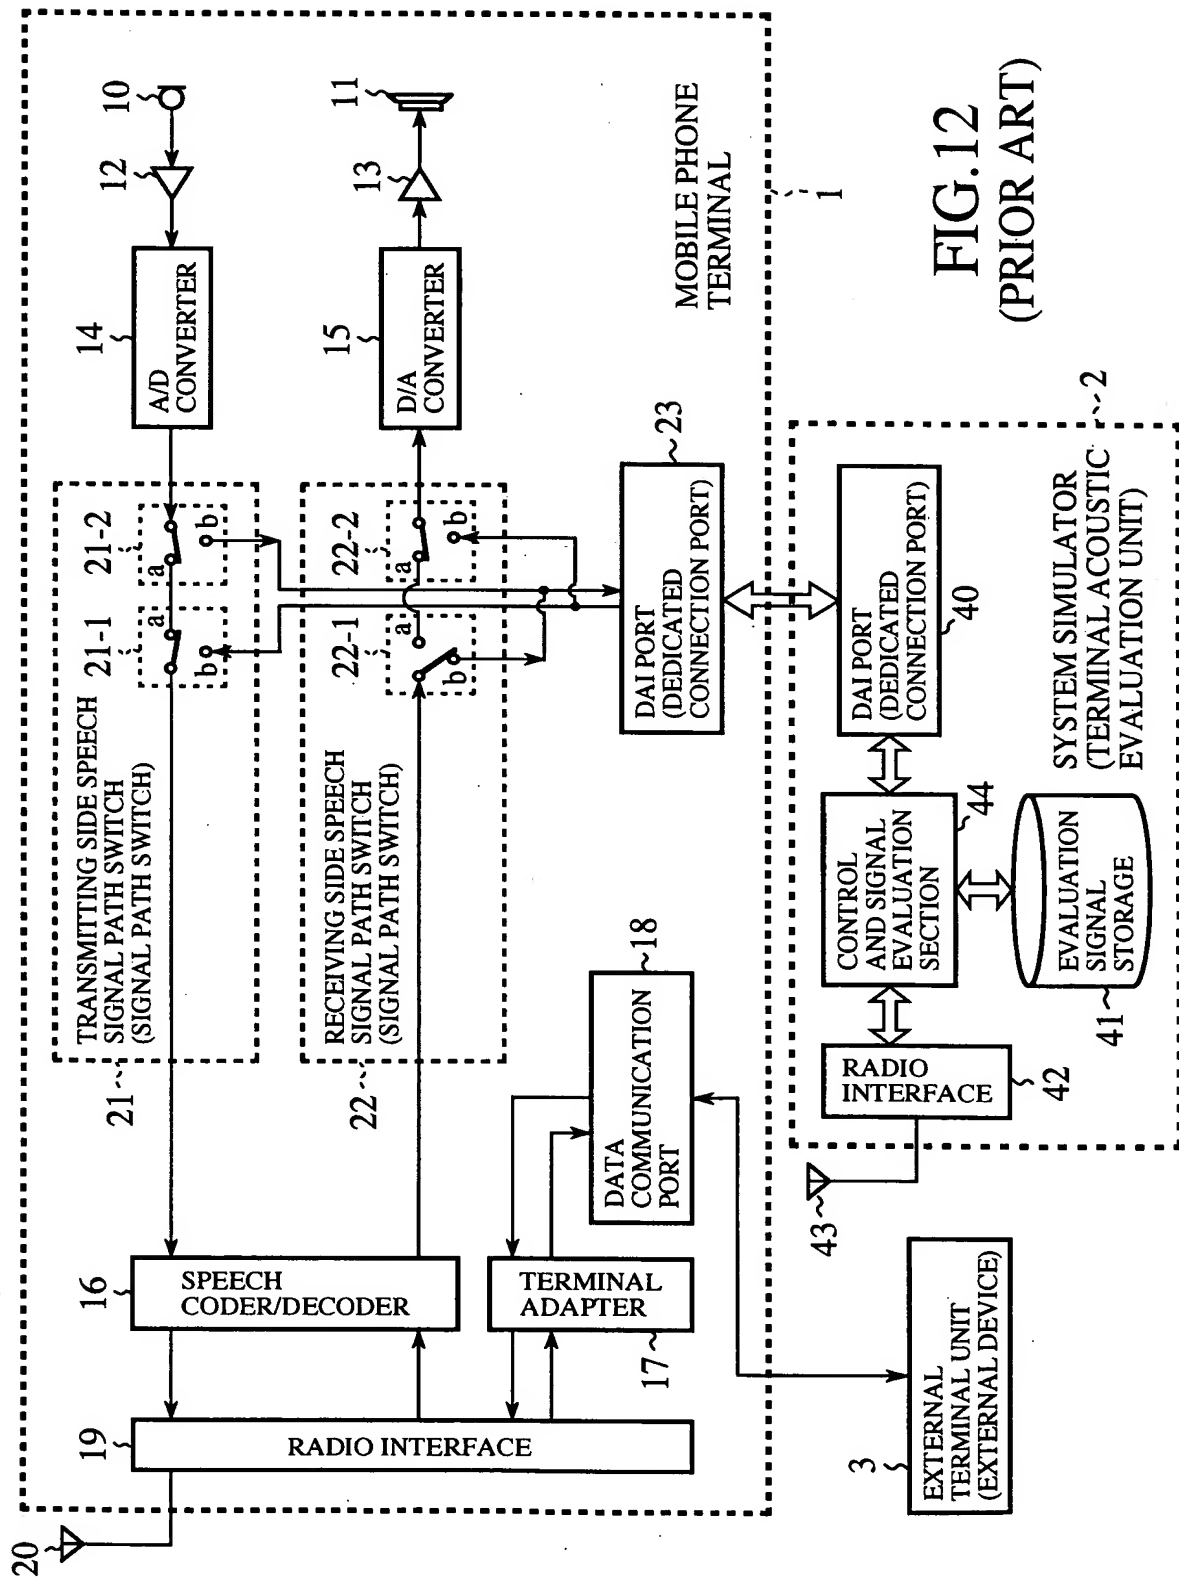 20
19
RADIO INTERFACE
16
SPEECH
CODER/DECODER
TERMINAL
ADAPTER
17
21
TRANSMITTING SIDE SPEECH
SIGNAL PATH SWITCH
(SIGNAL PATH SWITCH)
21-1
a
b
21-2
a
b
14
A/D
CONVERTER
12
10
22
RECEIVING SIDE SPEECH
SIGNAL PATH SWITCH
(SIGNAL PATH SWITCH)
22-1
a
b
22-2
a
b
15
D/A
CONVERTER
13
11
DATA
COMMUNICATION
PORT
18
DAI PORT
(DEDICATED
CONNECTION PORT)
23
MOBILE PHONE
TERMINAL
1
3
EXTERNAL
TERMINAL UNIT
(EXTERNAL DEVICE)
43
RADIO
INTERFACE
42
CONTROL
AND SIGNAL
EVALUATION
SECTION
44
DAI PORT
(DEDICATED
CONNECTION PORT)
40
41
EVALUATION
SIGNAL
STORAGE
SYSTEM SIMULATOR
(TERMINAL ACOUSTIC
EVALUATION UNIT)
2
FIG.12
(PRIOR ART)